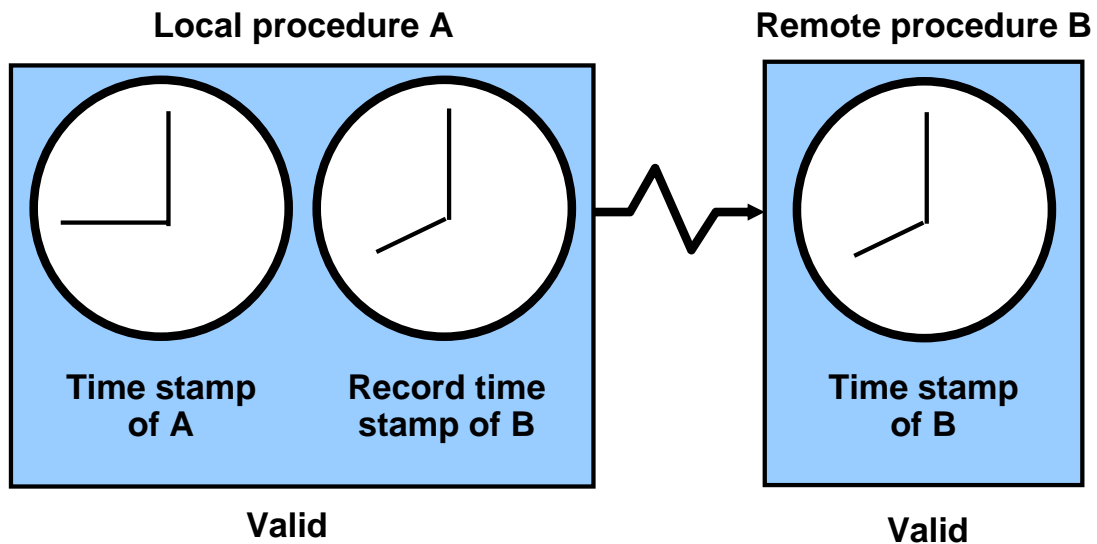 Local procedure A
Remote procedure B
Time stamp
of A
Record time
stamp of B
Time stamp
of B
Valid
Valid